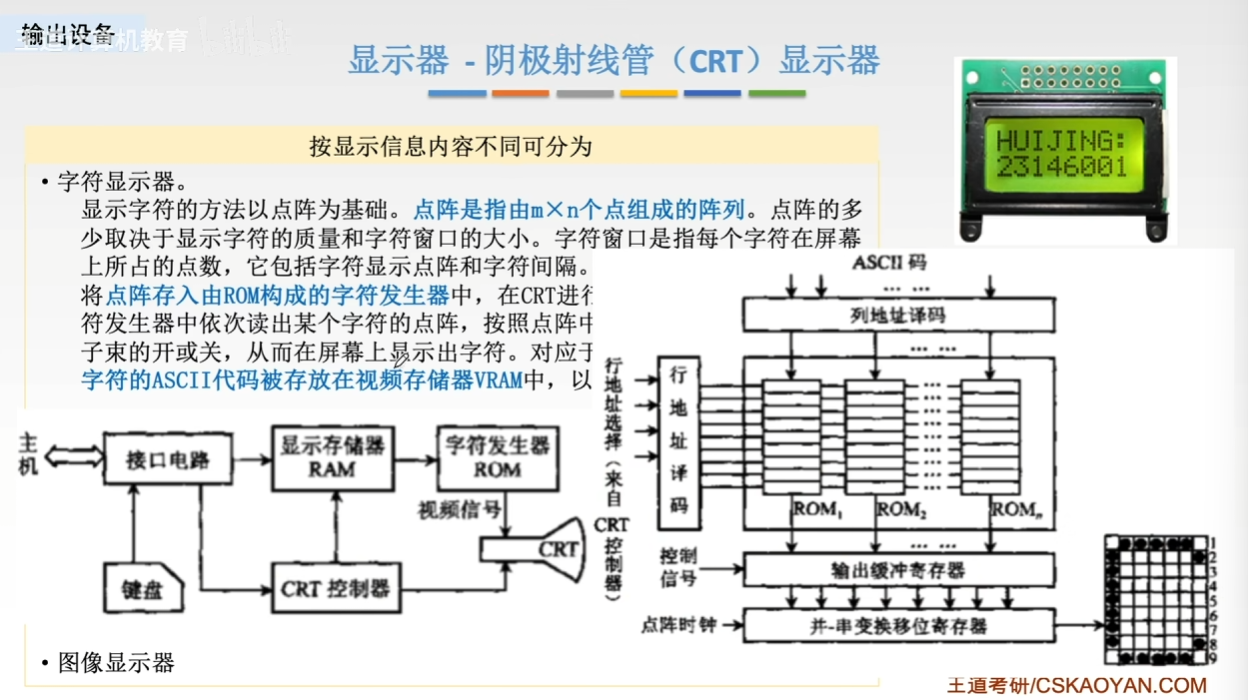 输出设备
王道计算机教育
显示器 - 阴极射线管（CRT）显示器
HUIJING:
23146001
按显示信息内容不同可分为
• 字符显示器。
显示字符的方法以点阵为基础。点阵是指由m×n个点组成的阵列。点阵的多
少取决于显示字符的质量和字符窗口的大小。字符窗口是指每个字符在屏幕
上所占的点数，它包括字符显示点阵和字符间隔。
将点阵存入由ROM构成的字符发生器中，在CRT进行
符发生器中依次读出某个字符的点阵，按照点阵中
子束的开或关，从而在屏幕上显示出字符。对应于
字符的ASCII代码被存放在视频存储器VRAM中，以
主机
接口电路
显示存储器
RAM
字符发生器
ROM
视频信号
CRT
键盘
CRT 控制器
ASCII 码
… …
列地址译码
… …
行地址选择（来自CRT控制器）
行地址译码
…
…
…
…
…
ROM1
ROM2
ROMn
… …
控制
信号
输出缓冲寄存器
点阵时钟
并-串变换移位寄存器
1
2
3
4
5
6
7
8
9
• 图像显示器
王道考研/CSKAOYAN.COM